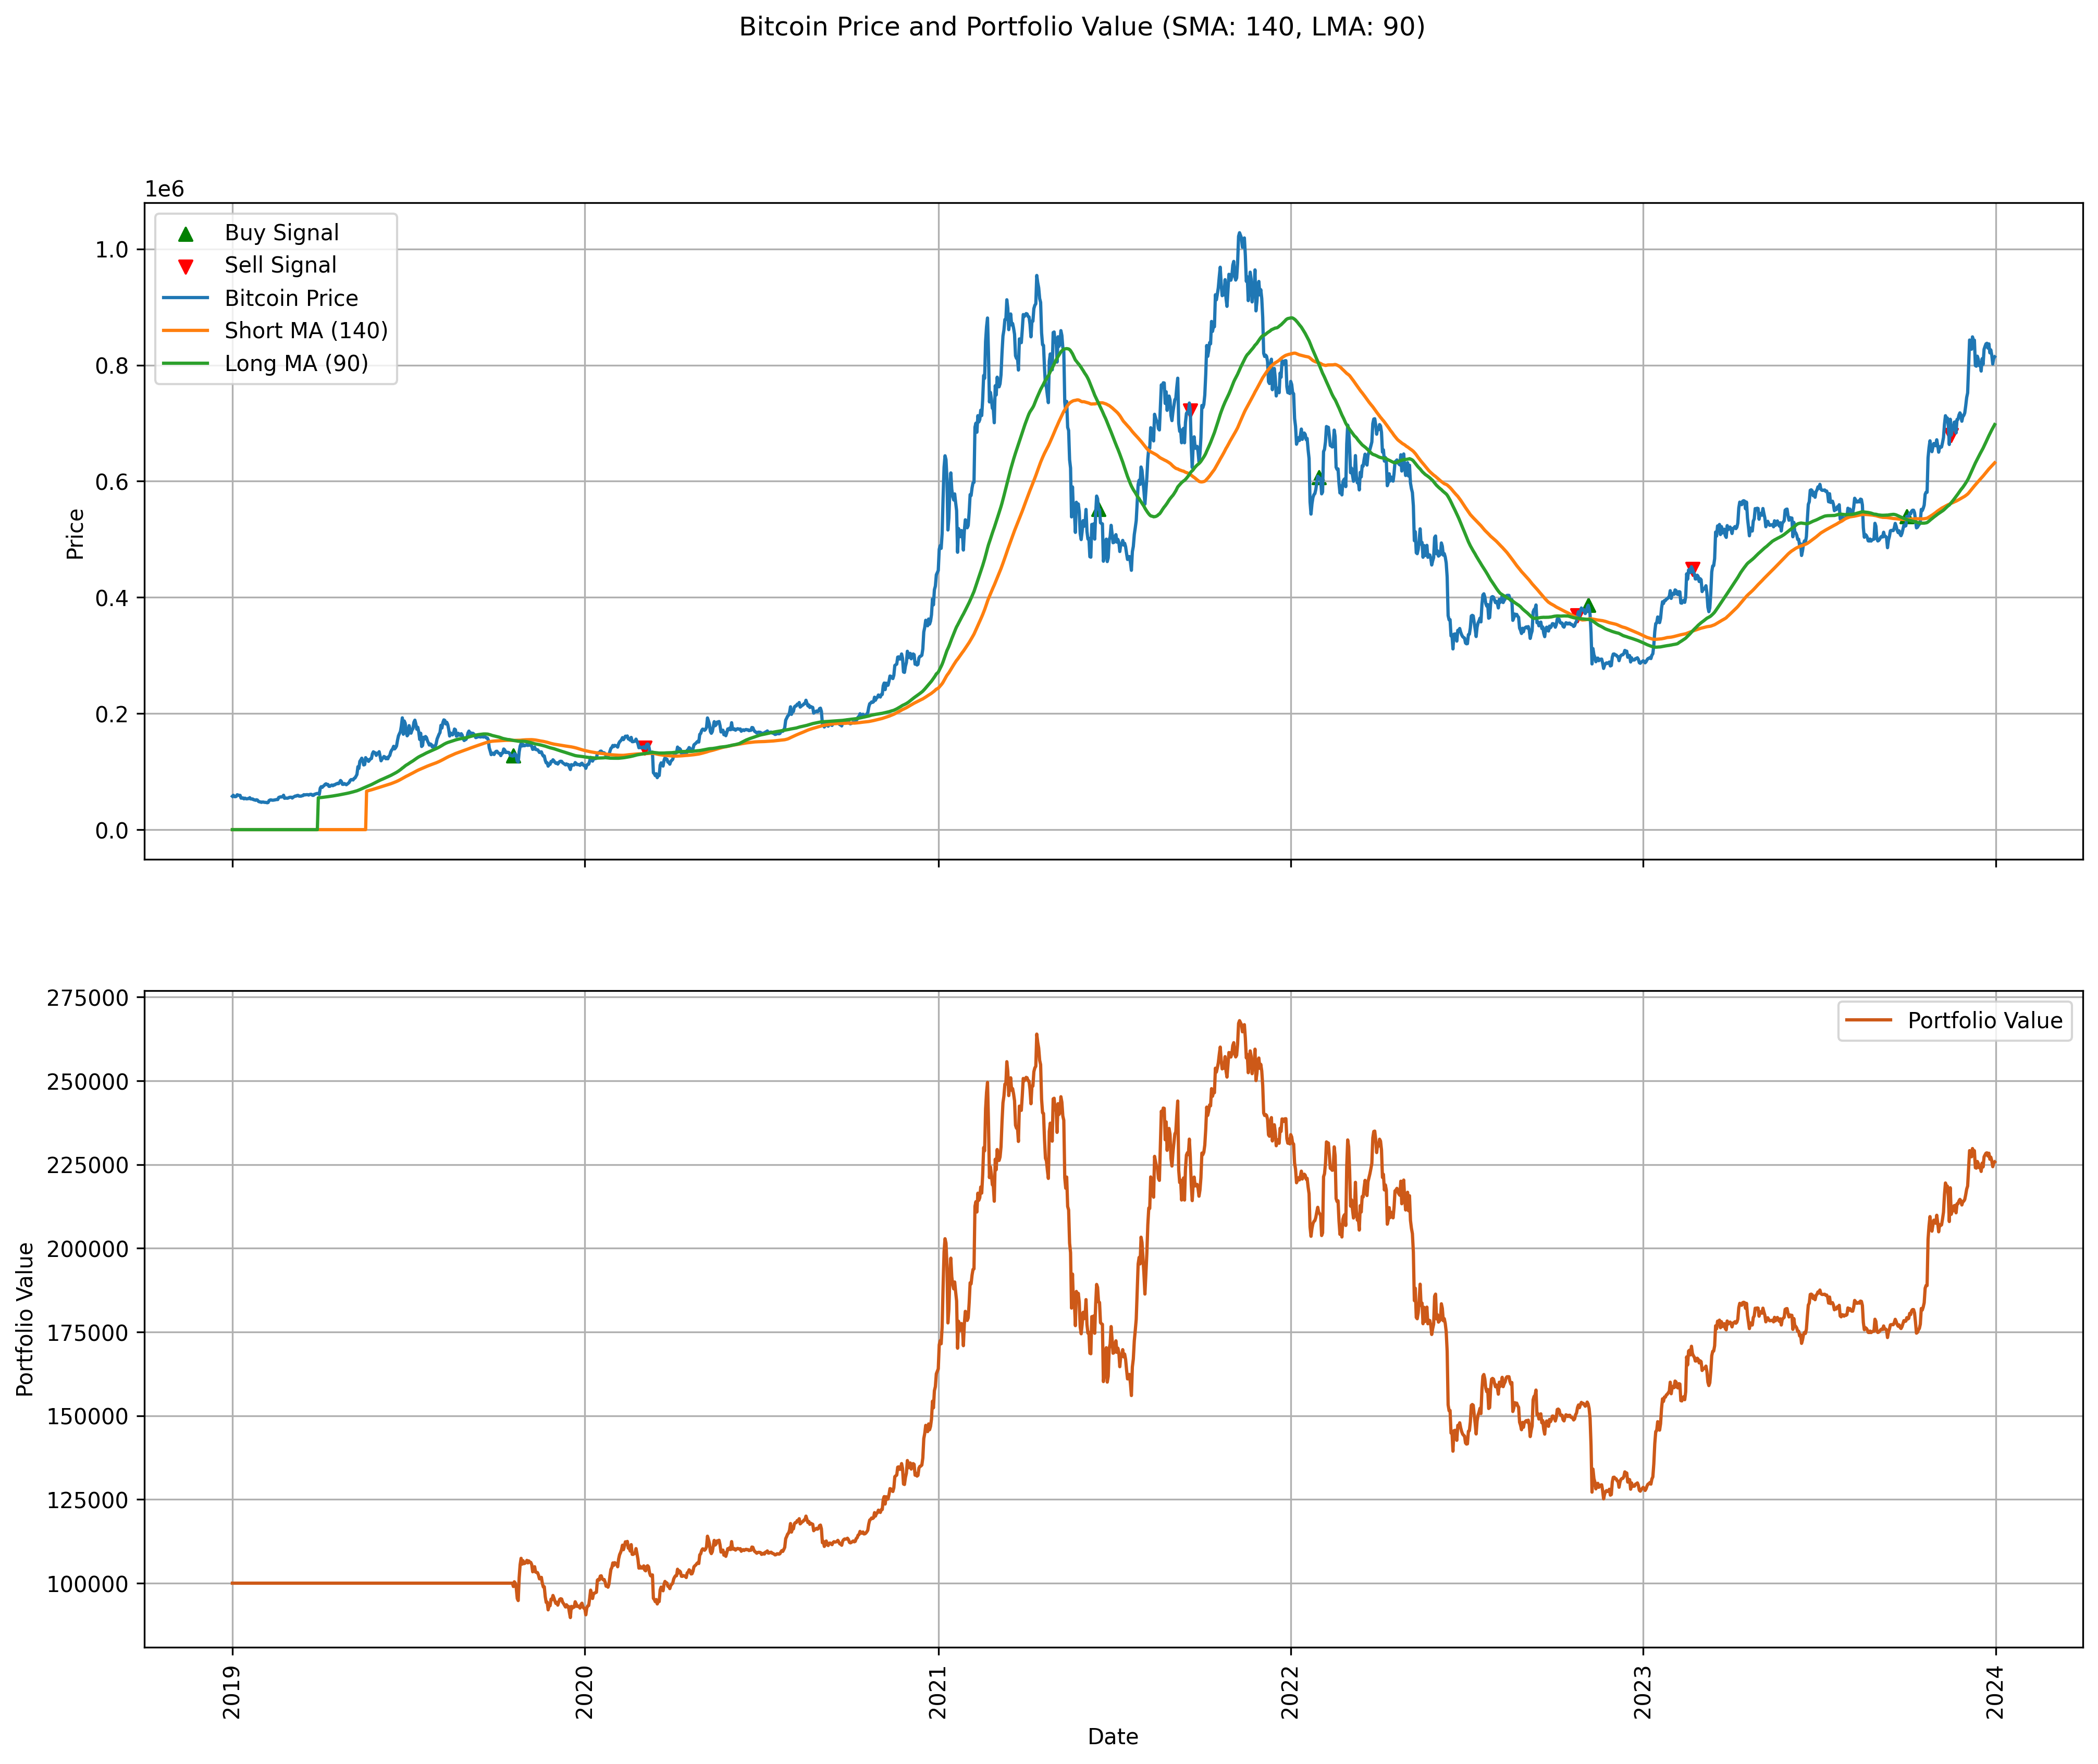 Bitcoin Price and Portfolio Value (SMA: 140, LMA: 90)
1e6
Buy Signal
Sell Signal
Bitcoin Price
Short MA (140)
Long MA (90)
1.0
0.8
0.6
0.4
0.2
0.0
Price
Portfolio Value
275000
250000
225000
200000
175000
150000
125000
100000
Portfolio Value
2019
2020
2021
2022
2023
2024
Date